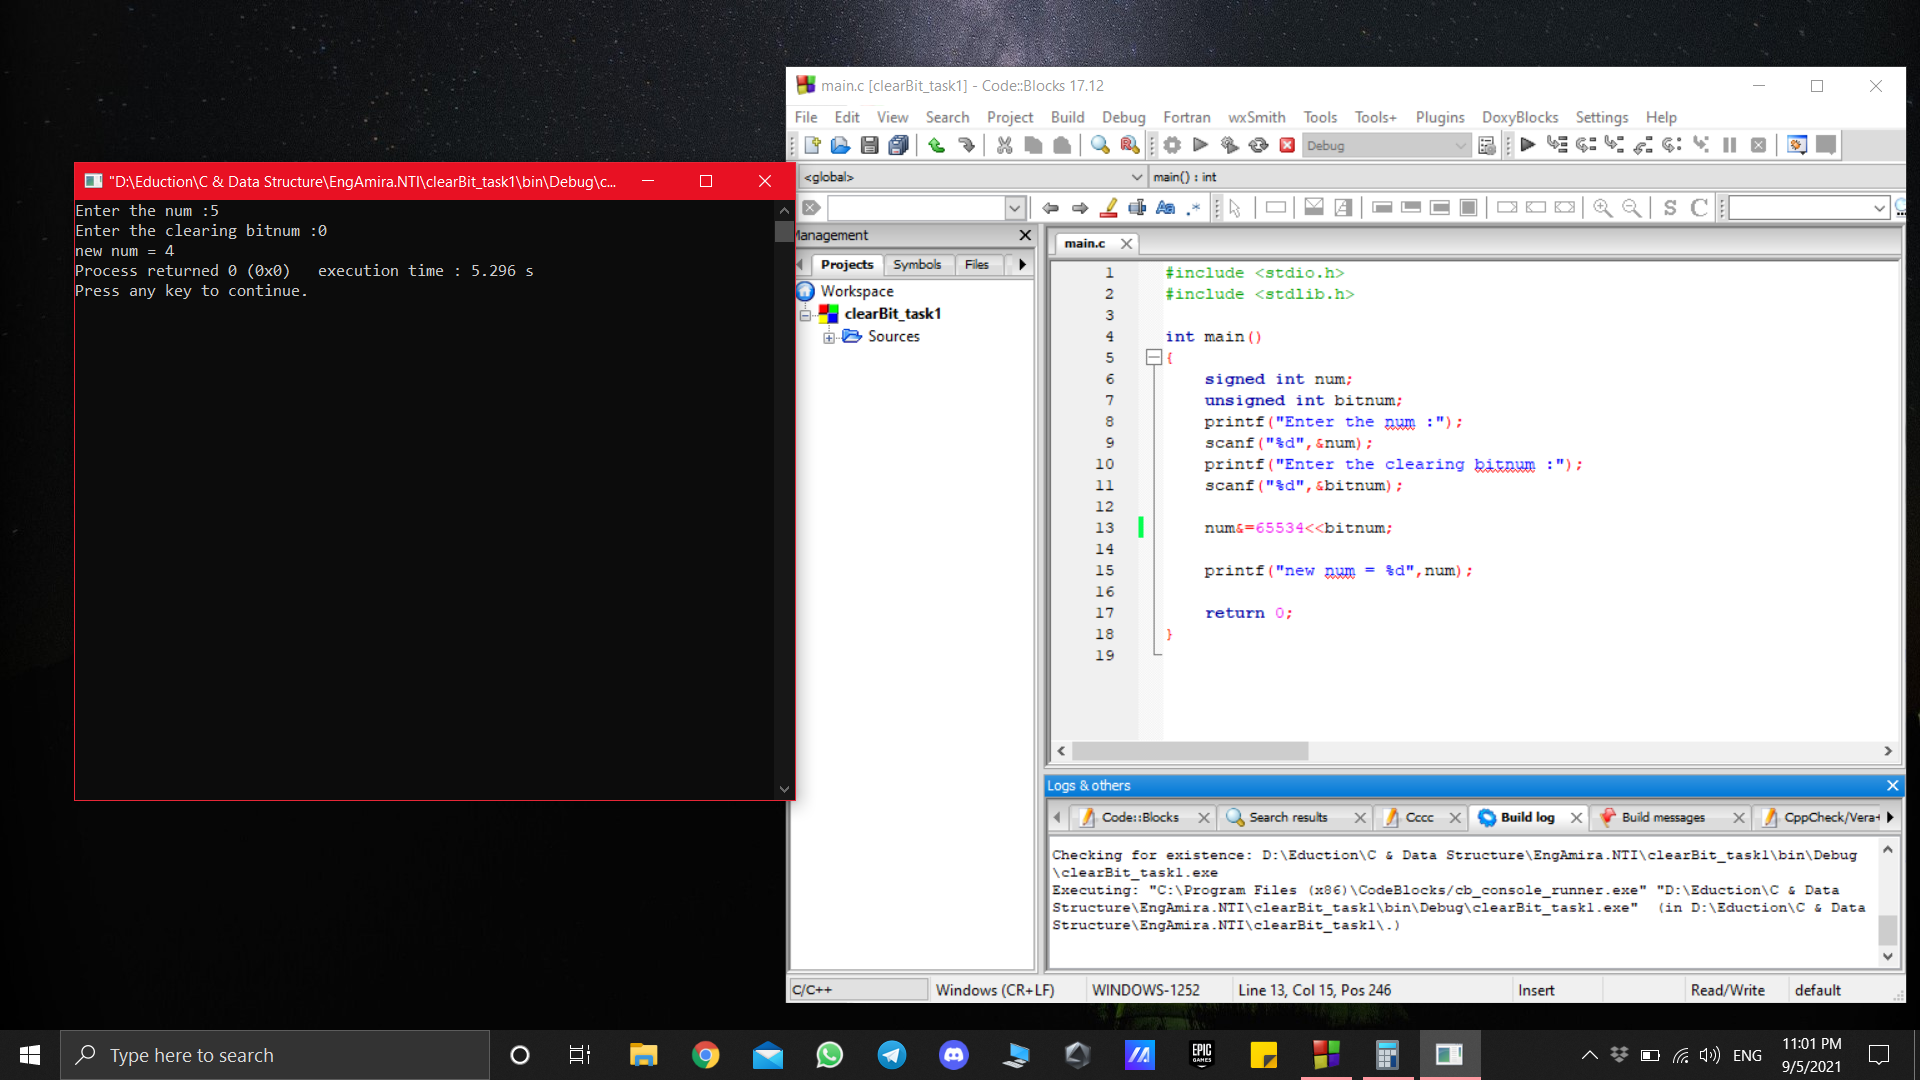 main.c [clearBit_task1] - Code::Blocks 17.12
File Edit View Search Project Build Debug Fortran wxSmith Tools Tools+ Plugins DoxyBlocks Settings Help
Debug
<global>
main() : int
"D:\Eduction\C & Data Structure\EngAmira.NTI\clearBit_task1\bin\Debug\c...
Enter the num :5
Enter the clearing bitnum :0
new num = 4
Process returned 0 (0x0)   execution time : 5.296 s
Press any key to continue.
S C
Management
Projects Symbols Files
Workspace
clearBit_task1
Sources
main.c
1 #include <stdio.h>
2 #include <stdlib.h>
3
4 int main()
5 {
6     signed int num;
7     unsigned int bitnum;
8     printf("Enter the num :");
9     scanf("%d",&num);
10     printf("Enter the clearing bitnum :");
11     scanf("%d",&bitnum);
12
13     num&=65534<<bitnum;
14
15     printf("new num = %d",num);
16
17     return 0;
18 }
19
Logs & others
Code::Blocks Search results Cccc Build log Build messages CppCheck/Vera+
Checking for existence: D:\Eduction\C & Data Structure\EngAmira.NTI\clearBit_task1\bin\Debug
\clearBit_task1.exe
Executing: "C:\Program Files (x86)\CodeBlocks/cb_console_runner.exe" "D:\Eduction\C & Data
Structure\EngAmira.NTI\clearBit_task1\bin\Debug\clearBit_task1.exe"  (in D:\Eduction\C & Data
Structure\EngAmira.NTI\clearBit_task1\.)
C/C++ Windows (CR+LF) WINDOWS-1252 Line 13, Col 15, Pos 246 Insert Read/Write default
Type here to search
EPIC
GAMES
ENG
11:01 PM
9/5/2021